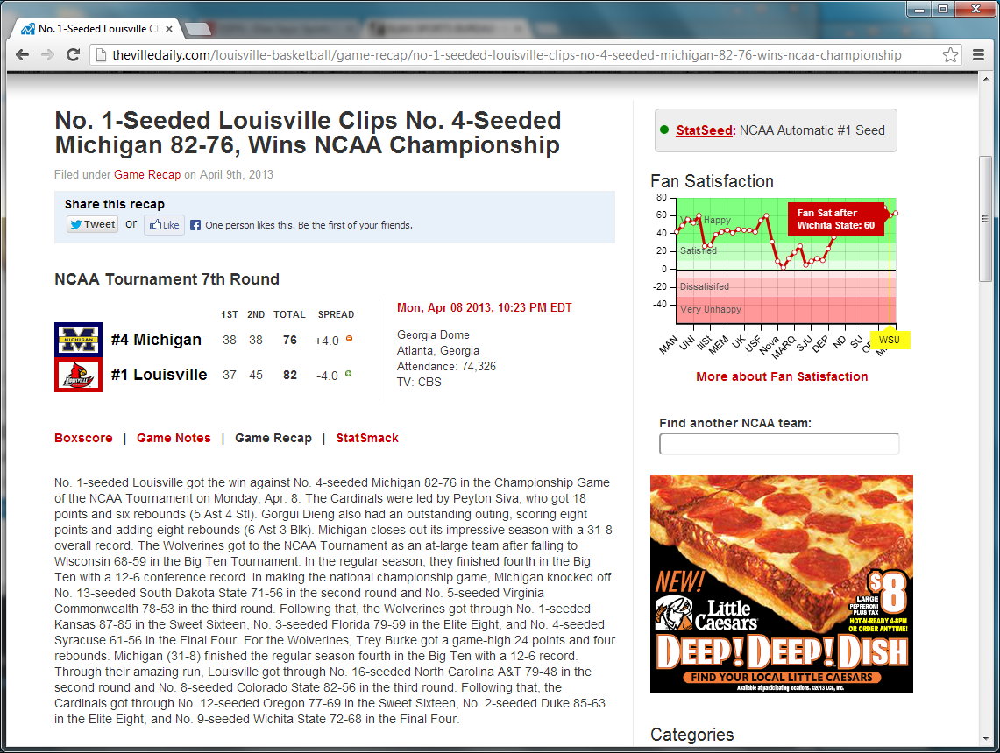 No. 1-Seeded Louisville Cl
thevilledaily.com/louisville-basketball/game-recap/no-1-seeded-louisville-clips-no-4-seeded-michigan-82-76-wins-ncaa-championship
No. 1-Seeded Louisville Clips No. 4-Seeded
Michigan 82-76, Wins NCAA Championship
Filed under Game Recap on April 9th, 2013
Share this recap
Tweet or Like One person likes this. Be the first of your friends.
NCAA Tournament 7th Round
1ST 2ND TOTAL SPREAD
MICHIGAN
#4 Michigan 38 38 76 +4.0
#1 Louisville 37 45 82 -4.0
Mon, Apr 08 2013, 10:23 PM EDT
Georgia Dome
Atlanta, Georgia
Attendance: 74,326
TV: CBS
Boxscore | Game Notes | Game Recap | StatSmack
No. 1-seeded Louisville got the win against No. 4-seeded Michigan 82-76 in the Championship Game
of the NCAA Tournament on Monday, Apr. 8. The Cardinals were led by Peyton Siva, who got 18
points and six rebounds (5 Ast 4 Stl). Gorgui Dieng also had an outstanding outing, scoring eight
points and adding eight rebounds (6 Ast 3 Blk). Michigan closes out its impressive season with a 31-8
overall record. The Wolverines got to the NCAA Tournament as an at-large team after falling to
Wisconsin 68-59 in the Big Ten Tournament. In the regular season, they finished fourth in the Big
Ten with a 12-6 conference record. In making the national championship game, Michigan knocked off
No. 13-seeded South Dakota State 71-56 in the second round and No. 5-seeded Virginia
Commonwealth 78-53 in the third round. Following that, the Wolverines got through No. 1-seeded
Kansas 87-85 in the Sweet Sixteen, No. 3-seeded Florida 79-59 in the Elite Eight, and No. 4-seeded
Syracuse 61-56 in the Final Four. For the Wolverines, Trey Burke got a game-high 24 points and four
rebounds. Michigan (31-8) finished the regular season fourth in the Big Ten with a 12-6 record.
Through their amazing run, Louisville got through No. 16-seeded North Carolina A&T 79-48 in the
second round and No. 8-seeded Colorado State 82-56 in the third round. Following that, the
Cardinals got through No. 12-seeded Oregon 77-69 in the Sweet Sixteen, No. 2-seeded Duke 85-63
in the Elite Eight, and No. 9-seeded Wichita State 72-68 in the Final Four.
StatSeed: NCAA Automatic #1 Seed
Fan Satisfaction
80
60
40
20
0
-20
-40
Happy
Satisfied
Dissatisifed
Very Unhappy
Fan Sat after
Wichita State: 60
MAN UNI IllSt MEM UK USF Nova MARQ SJU DEP ND SU
WSU
More about Fan Satisfaction
Find another NCAA team:
NEW!
Little
Caesars
$8
LARGE
PEPPERONI
PLUS TAX
HOT-N-READY 4-8PM
OR ORDER ANYTIME!
DEEP! DEEP! DISH
FIND YOUR LOCAL LITTLE CAESARS
Available at participating locations. ©2013 LCE, Inc.
Categories